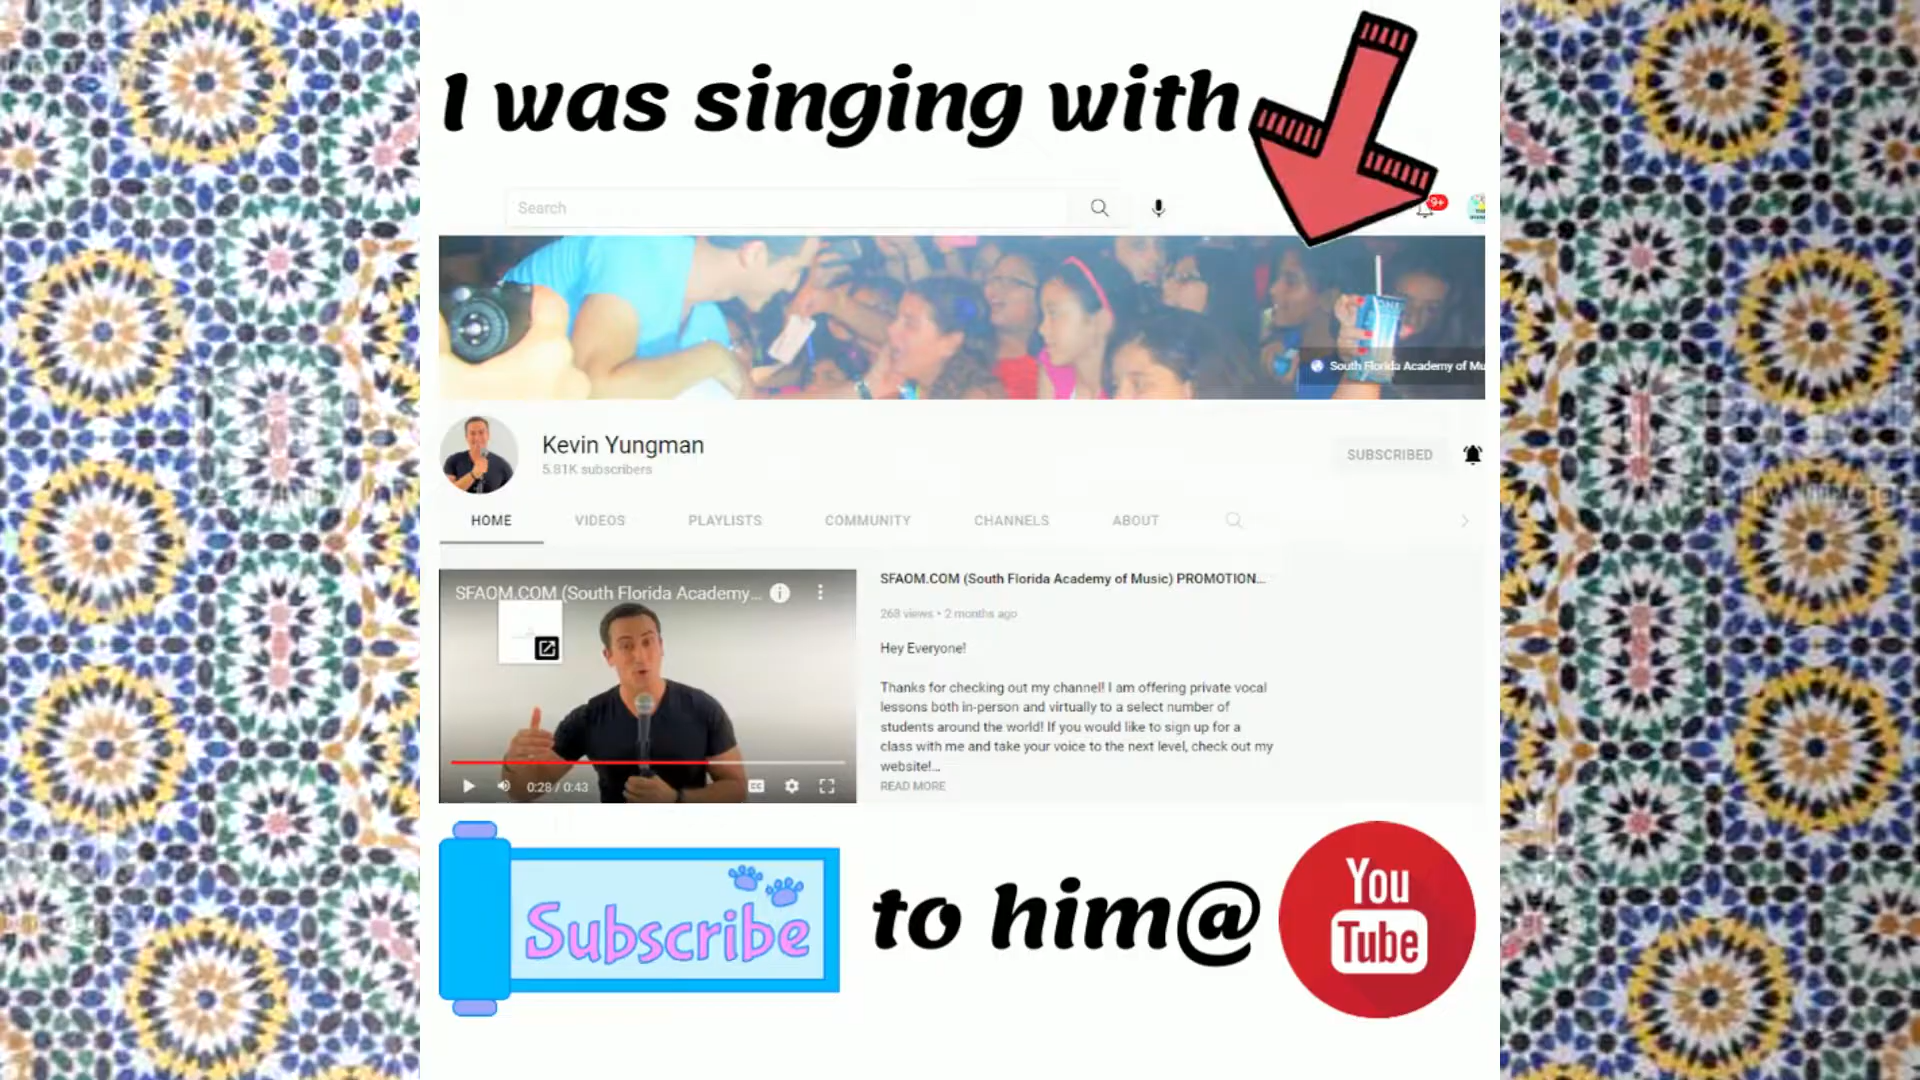 I was singing with
Search
9+
South Florida Academy of Mu
Kevin Yungman
5.81K subscribers
SUBSCRIBED
HOME VIDEOS PLAYLISTS COMMUNITY CHANNELS ABOUT
SFAOM.COM (South Florida Academy...
0:28 / 0:43
SFAOM.COM (South Florida Academy of Music) PROMOTION...
268 views • 2 months ago
Hey Everyone!
Thanks for checking out my channel! I am offering private vocal
lessons both in-person and virtually to a select number of
students around the world! If you would like to sign up for a
class with me and take your voice to the next level, check out my
website!...
READ MORE
Subscribe
to him@
You
Tube